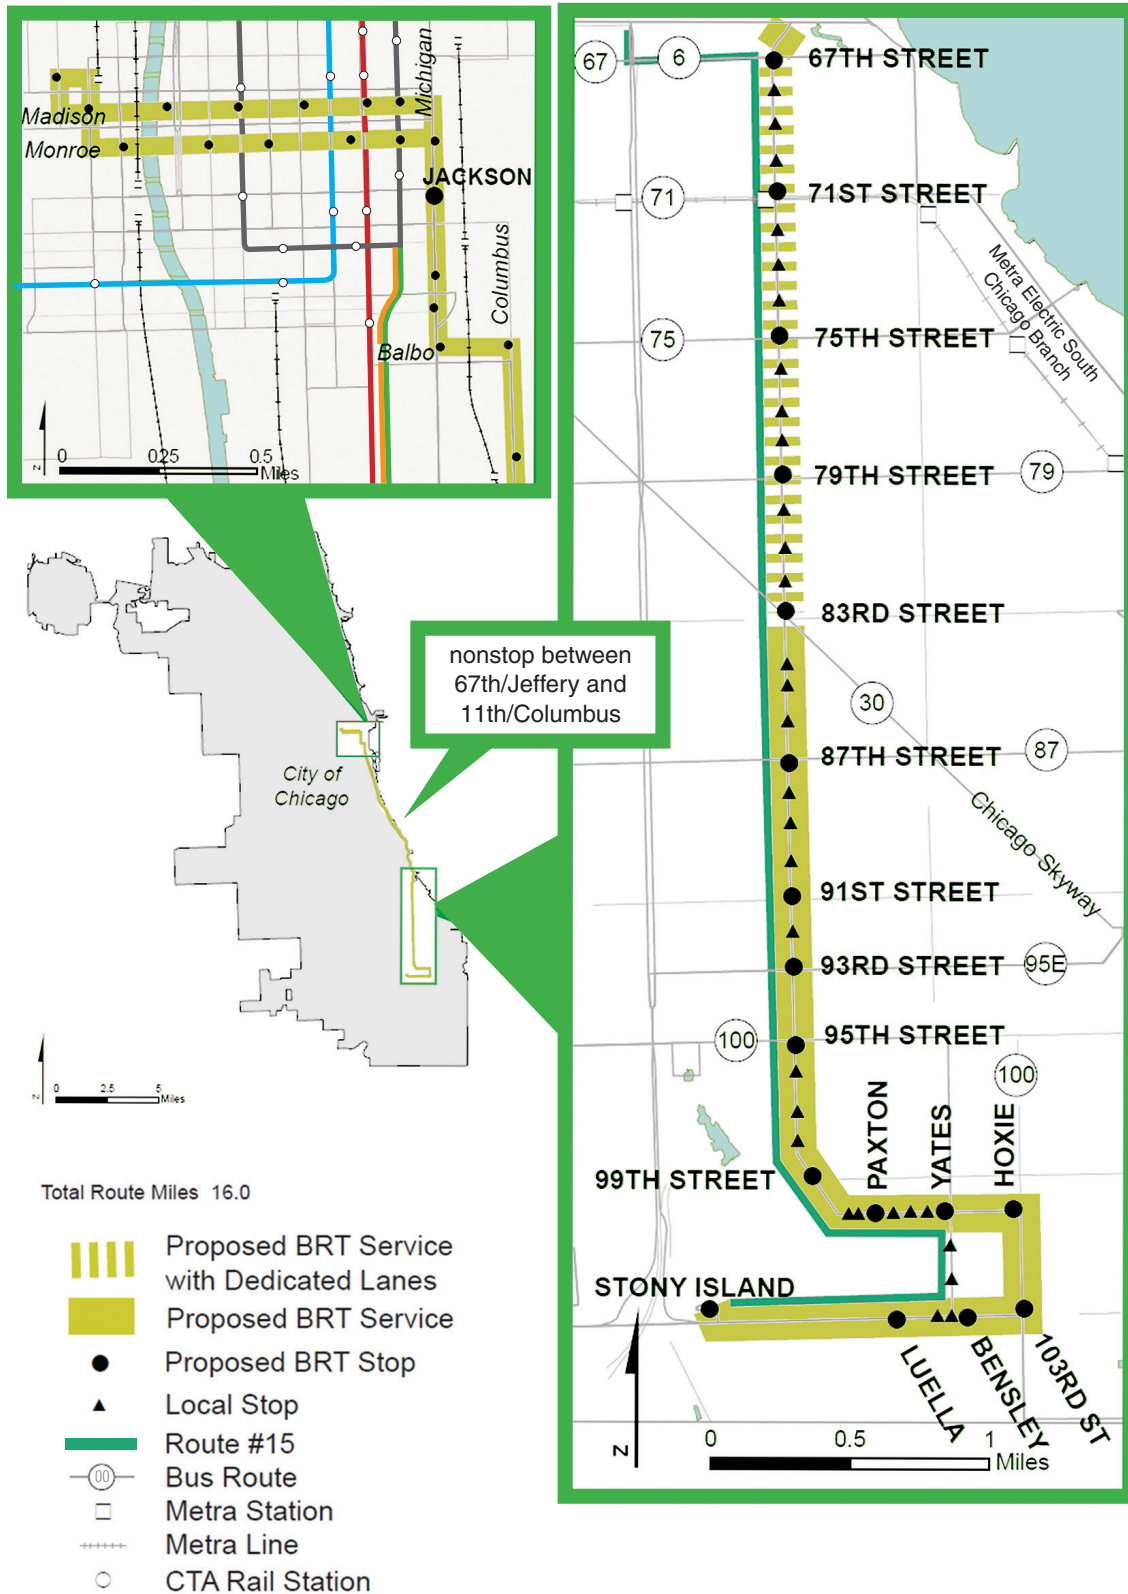 Madison
Monroe
Michigan
JACKSON
Columbus
Balbo
z
0
025
0.5
Miles
67
6
67TH STREET
71
71ST STREET
Metra Electric South
Chicago Branch
75
75TH STREET
79TH STREET
79
83RD STREET
30
87TH STREET
87
Chicago Skyway
91ST STREET
93RD STREET
95E
95TH STREET
100
100
PAXTON
YATES
HOXIE
99TH STREET
STONY ISLAND
LUELLA
BENSLEY
103RD ST
z
0
0.5
1
Miles
nonstop between
67th/Jeffery and
11th/Columbus
City of
Chicago
z
0
2.5
5
Miles
Total Route Miles 16.0
Proposed BRT Service
with Dedicated Lanes
Proposed BRT Service
Proposed BRT Stop
Local Stop
Route #15
00
Bus Route
Metra Station
Metra Line
CTA Rail Station